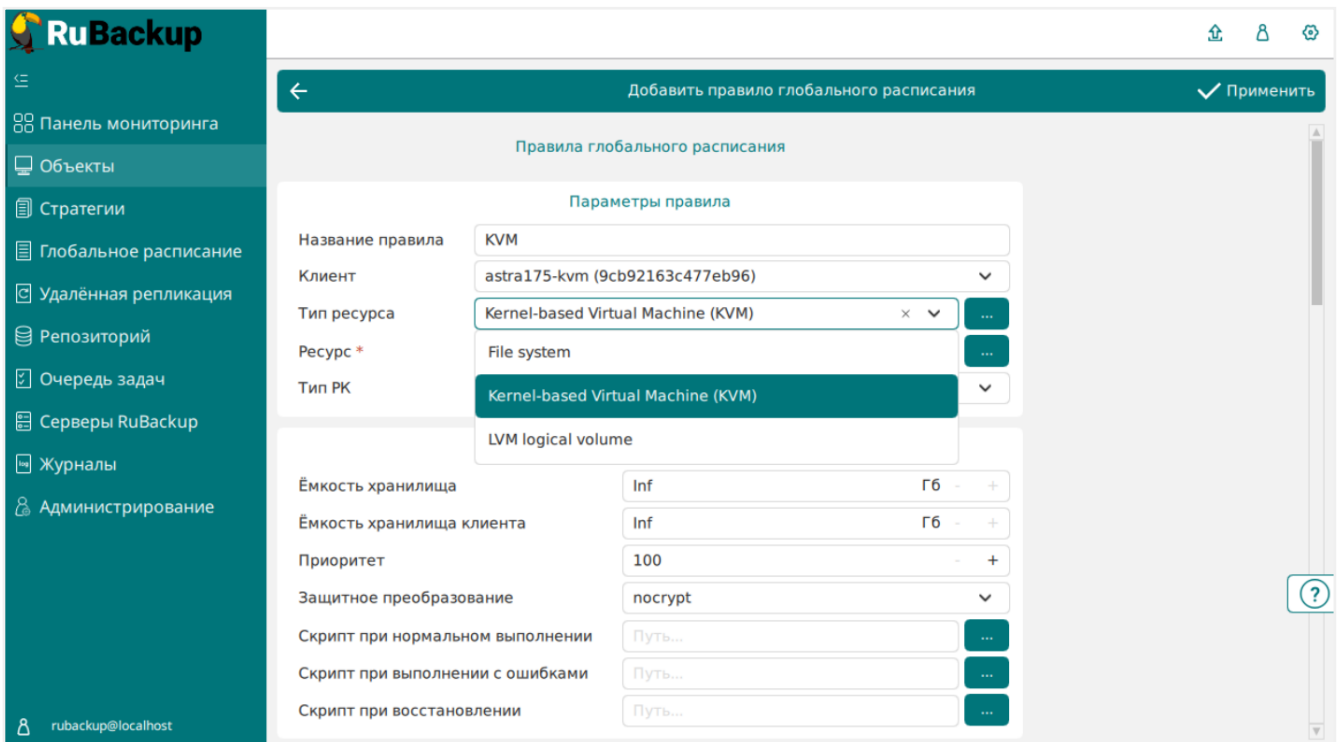 RuBackup
Добавить правило глобального расписания
Применить
Панель мониторинга
Объекты
Стратегии
Глобальное расписание
Удалённая репликация
Репозиторий
Очередь задач
Серверы RuBackup
Журналы
Администрирование
rubackup@localhost
Правила глобального расписания
Параметры правила
Название правила KVM
Клиент astra175-kvm (9cb92163c477eb96)
Тип ресурса Kernel-based Virtual Machine (KVM) × ...
Ресурс * ...
Тип РК
File system
Kernel-based Virtual Machine (KVM)
LVM logical volume
Ёмкость хранилища Inf Гб - +
Ёмкость хранилища клиента Inf Гб - +
Приоритет 100 - +
Защитное преобразование nocrypt
Скрипт при нормальном выполнении Путь... ...
Скрипт при выполнении с ошибками Путь... ...
Скрипт при восстановлении Путь... ...
?